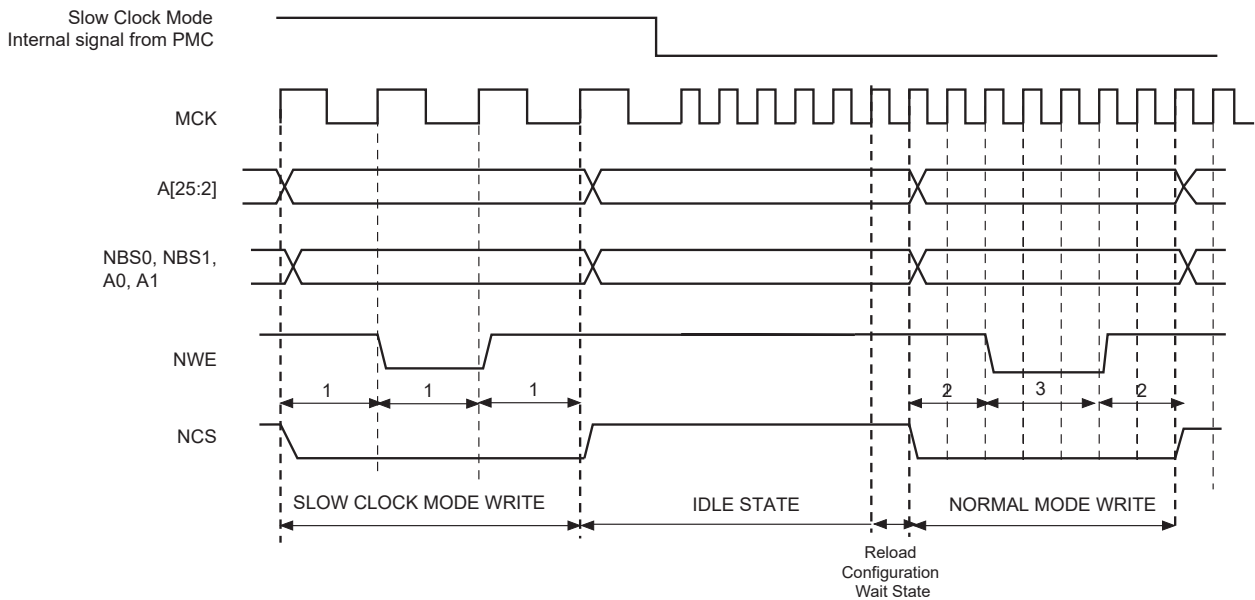 Slow Clock Mode
Internal signal from PMC
MCK
A[25:2]
NBS0, NBS1,
A0, A1
NWE
1 1 1 2 3 2
NCS
SLOW CLOCK MODE WRITE IDLE STATE NORMAL MODE WRITE
Reload
Configuration
Wait State